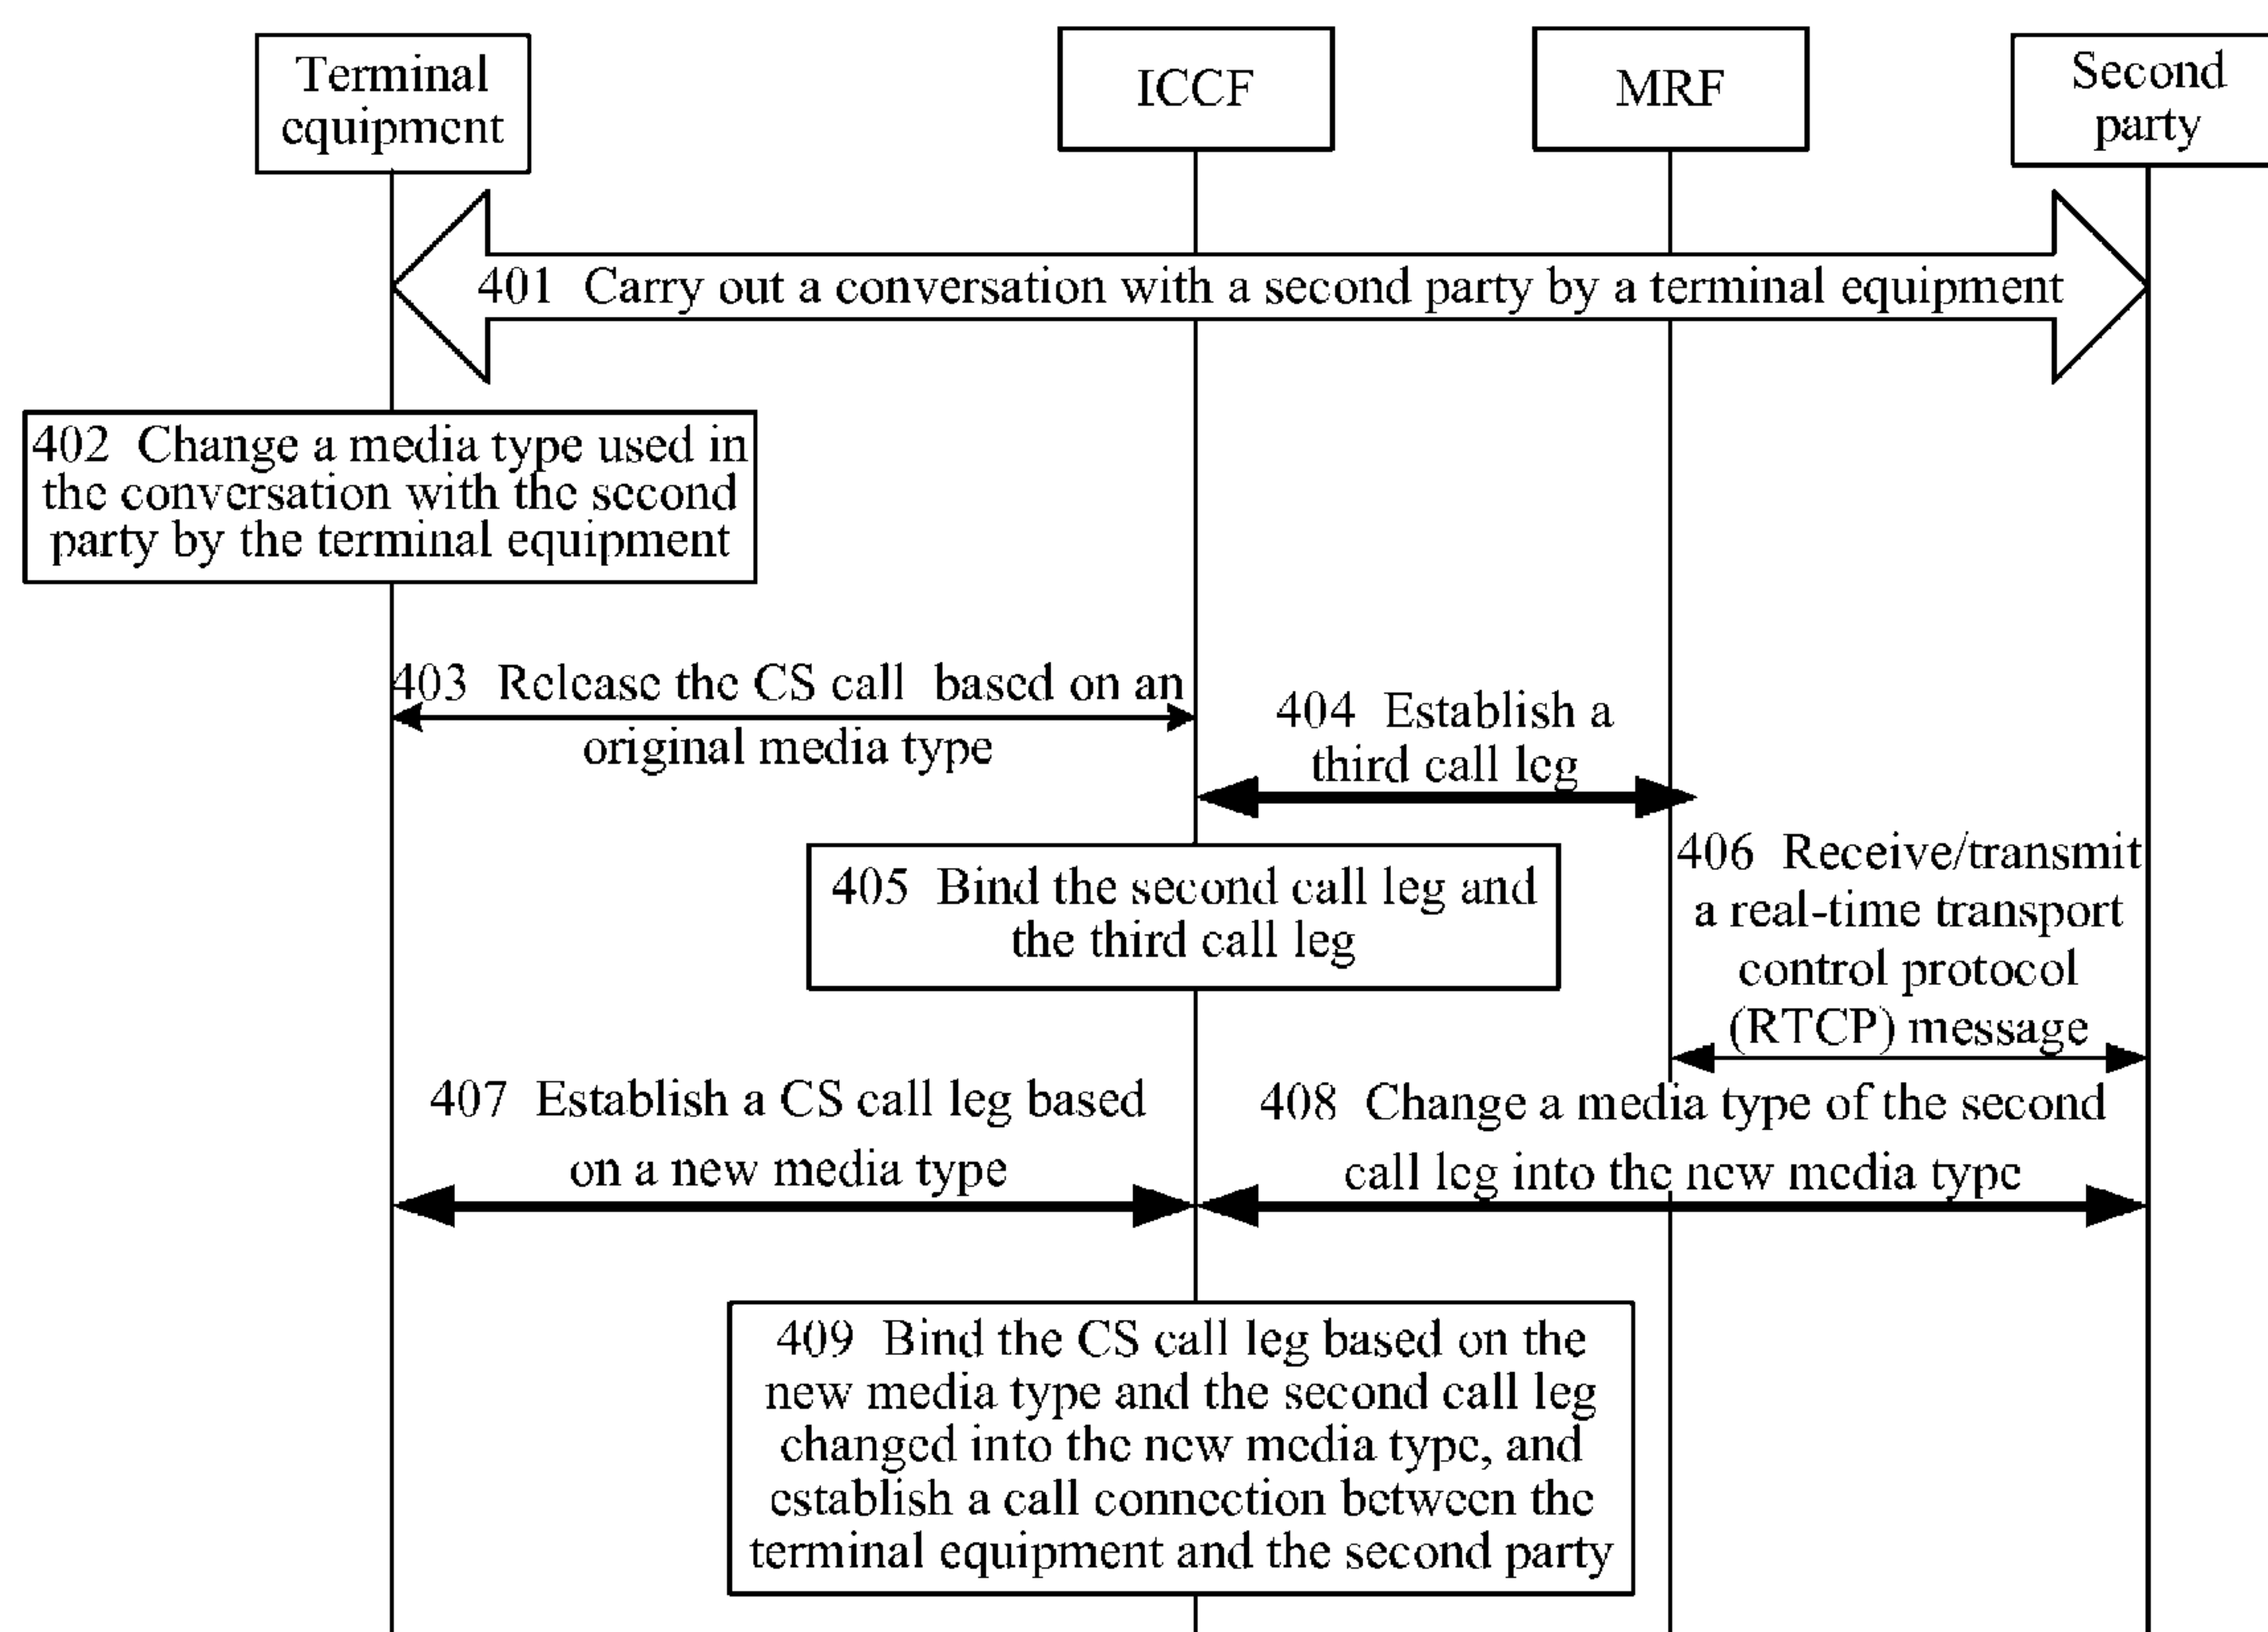 Terminal
equipment
ICCF
MRF
Second
party
401 Carry out a conversation with a second party by a terminal equipment
402 Change a media type used in
the conversation with the second
party by the terminal equipment
403 Release the CS call based on an
original media type
404 Establish a
third call leg
405 Bind the second call leg and
the third call leg
406 Receive/transmit
a real-time transport
control protocol
(RTCP) message
407 Establish a CS call leg based
on a new media type
408 Change a media type of the second
call leg into the new media type
409 Bind the CS call leg based on the
new media type and the second call leg
changed into the new media type, and
establish a call connection between the
terminal equipment and the second party